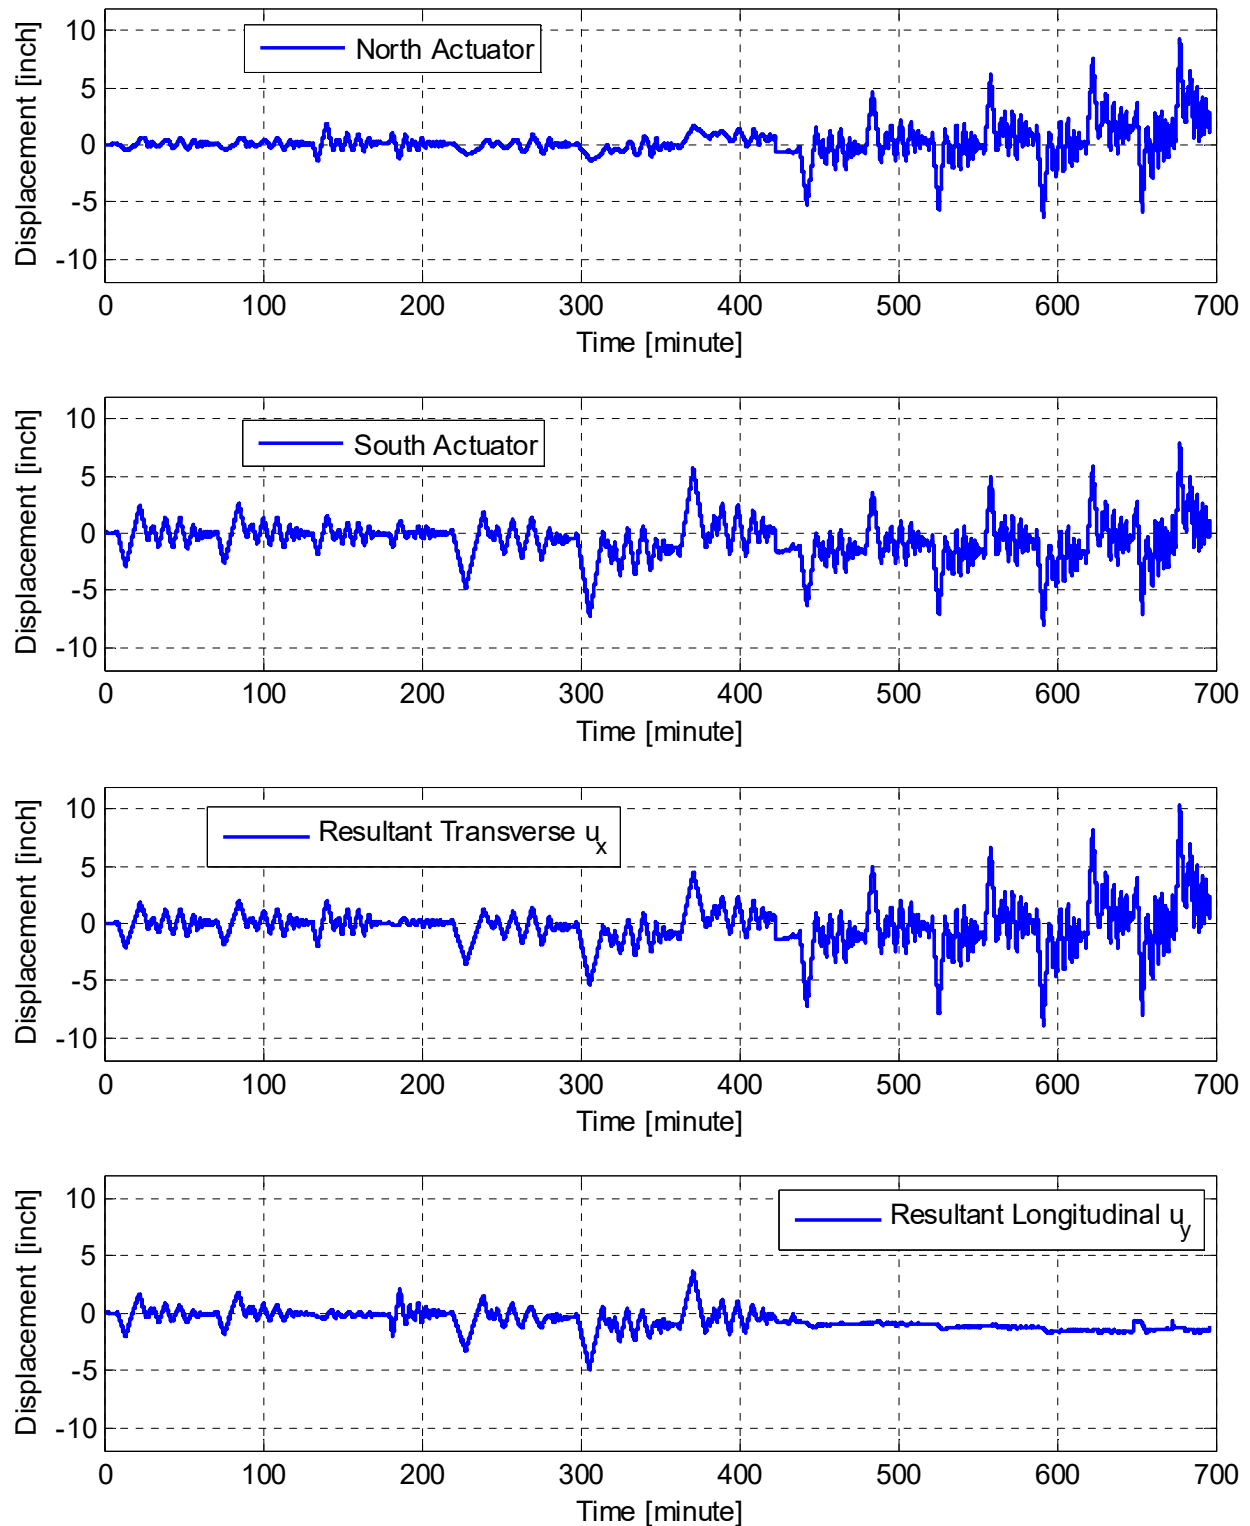 Displacement [inch]
10
5
0
-5
-10
North Actuator
0 100 200 300 400 500 600 700
Time [minute]
Displacement [inch]
10
5
0
-5
-10
South Actuator
0 100 200 300 400 500 600 700
Time [minute]
Displacement [inch]
10
5
0
-5
-10
Resultant Transverse u_x
0 100 200 300 400 500 600 700
Time [minute]
Displacement [inch]
10
5
0
-5
-10
Resultant Longitudinal u_y
0 100 200 300 400 500 600 700
Time [minute]